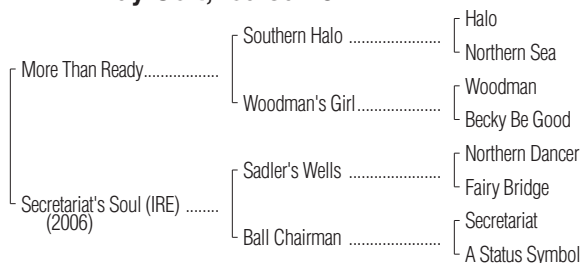 Halo
Southern Halo
Northern Sea
More Than Ready
Woodman
Woodman's Girl
Becky Be Good
Northern Dancer
Sadler's Wells
Fairy Bridge
Secretariat's Soul (IRE)
(2006)
Secretariat
Ball Chairman
A Status Symbol